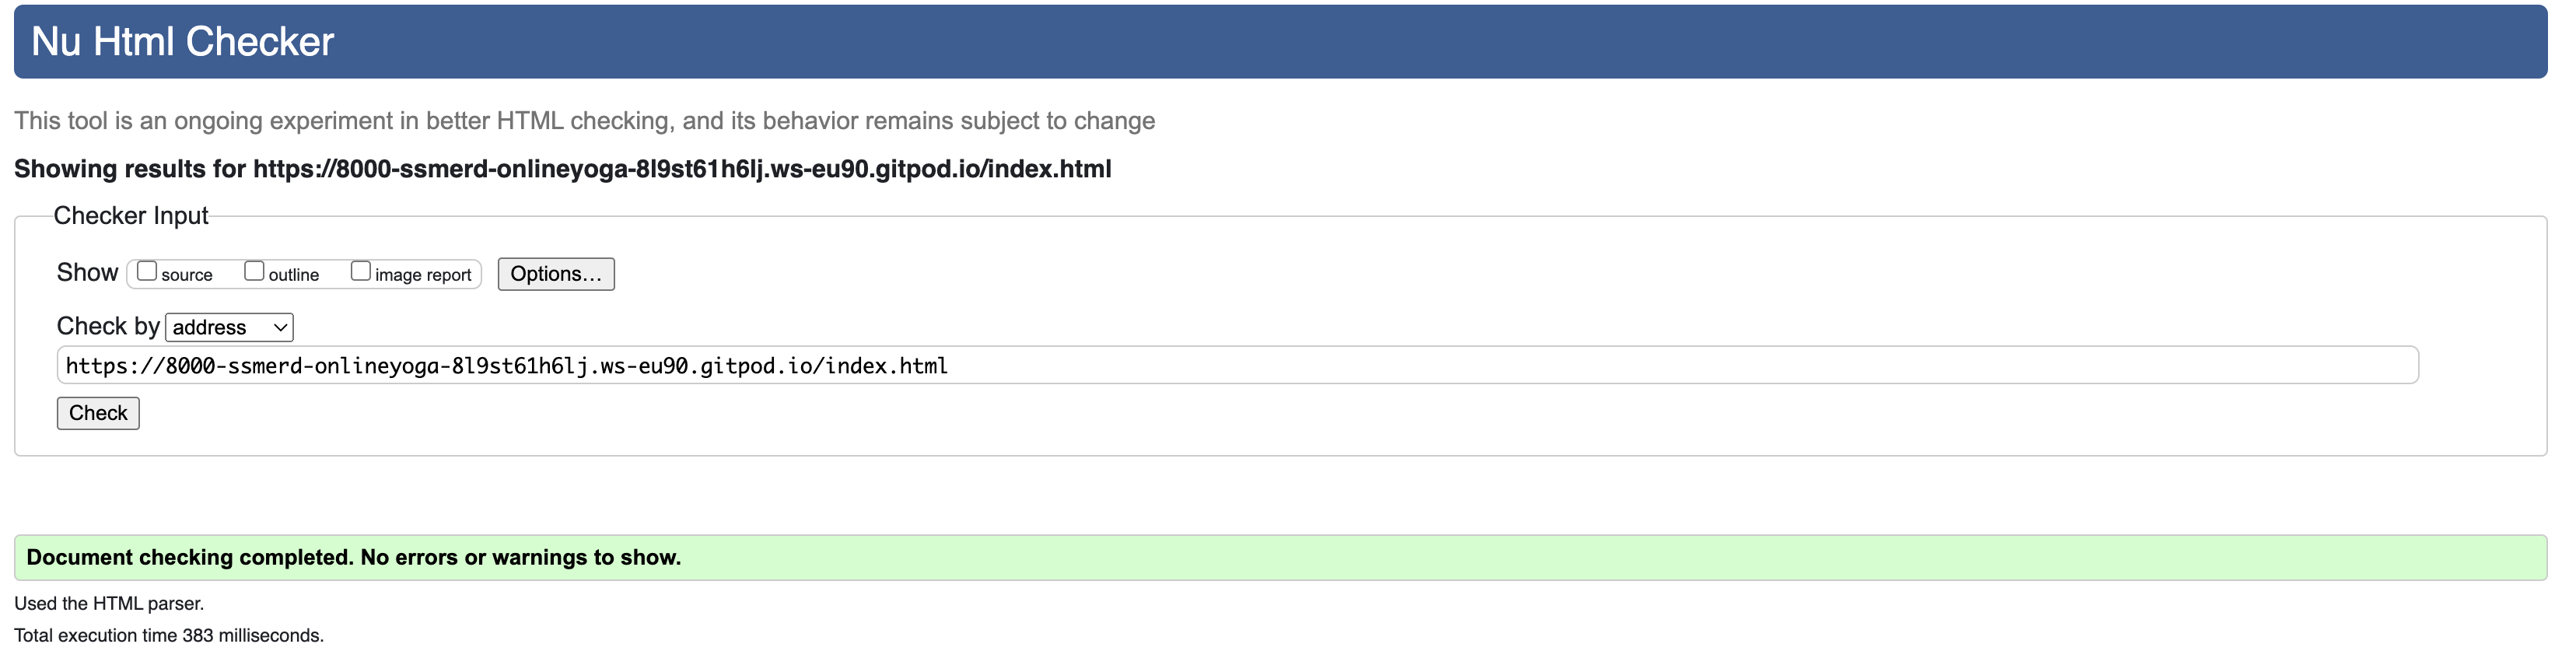 Nu Html Checker
This tool is an ongoing experiment in better HTML checking, and its behavior remains subject to change
Showing results for https://8000-ssmerd-onlineyoga-8l9st61h6lj.ws-eu90.gitpod.io/index.html
Checker Input
Show source outline image report Options...
Check by address
https://8000-ssmerd-onlineyoga-8l9st61h6lj.ws-eu90.gitpod.io/index.html
Check
Document checking completed. No errors or warnings to show.
Used the HTML parser.
Total execution time 383 milliseconds.